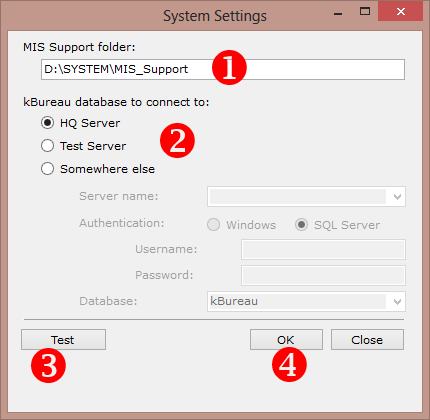 System Settings
MIS Support folder:
D:\SYSTEM\MIS_Support
1
kBureau database to connect to:
HQ Server
2
Test Server
Somewhere else
Server name:
Authentication: Windows SQL Server
Username:
Password:
Database: kBureau
Test OK Close
3 4